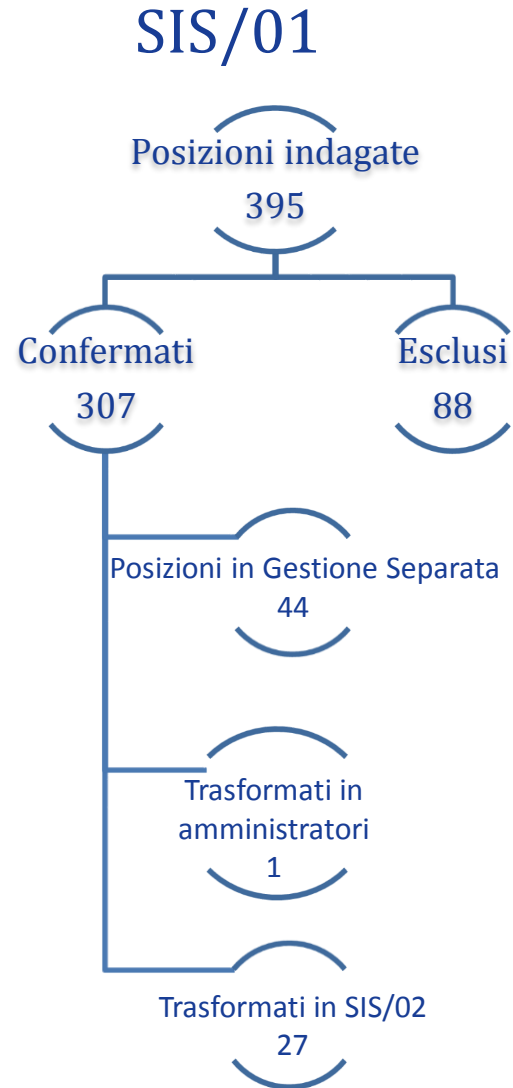 SIS/01
Posizioni indagate
395
Confermati
307
Esclusi
88
Posizioni in Gestione Separata
44
Trasformati in
amministratori
1
Trasformati in SIS/02
27